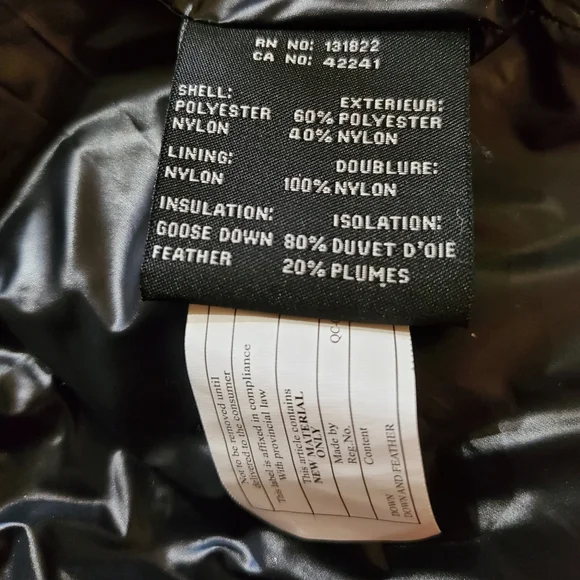 RN NO: 131822
CA NO: 42241
SHELL: EXTERIEUR:
POLYESTER 60% POLYESTER
NYLON 40% NYLON
LINING: DOUBLURE:
NYLON 100% NYLON
INSULATION: ISOLATION:
GOOSE DOWN 80% DUVET D'OIE
FEATHER 20% PLUMES
Not to be removed until
delivered to the consumer
This label is affixed in compliance
With provincial law
This article contains
NEW MATERIAL
ONLY
Made by
Reg.No. QC-
Content
DOWN
DOWN AND FEATHER